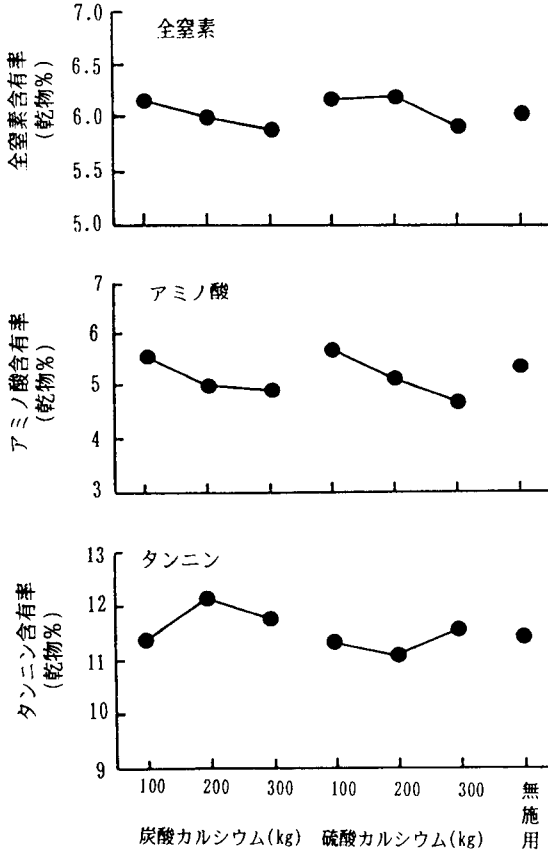 全窒素
全窒素含有率
(乾物%)
7.0
6.5
6.0
5.5
5.0
アミノ酸
アミノ酸含有率
(乾物%)
7
6
5
4
3
タンニン
タンニン含有率
(乾物%)
13
12
11
10
9
100 200 300 100 200 300 無施用
炭酸カルシウム(kg) 硫酸カルシウム(kg)